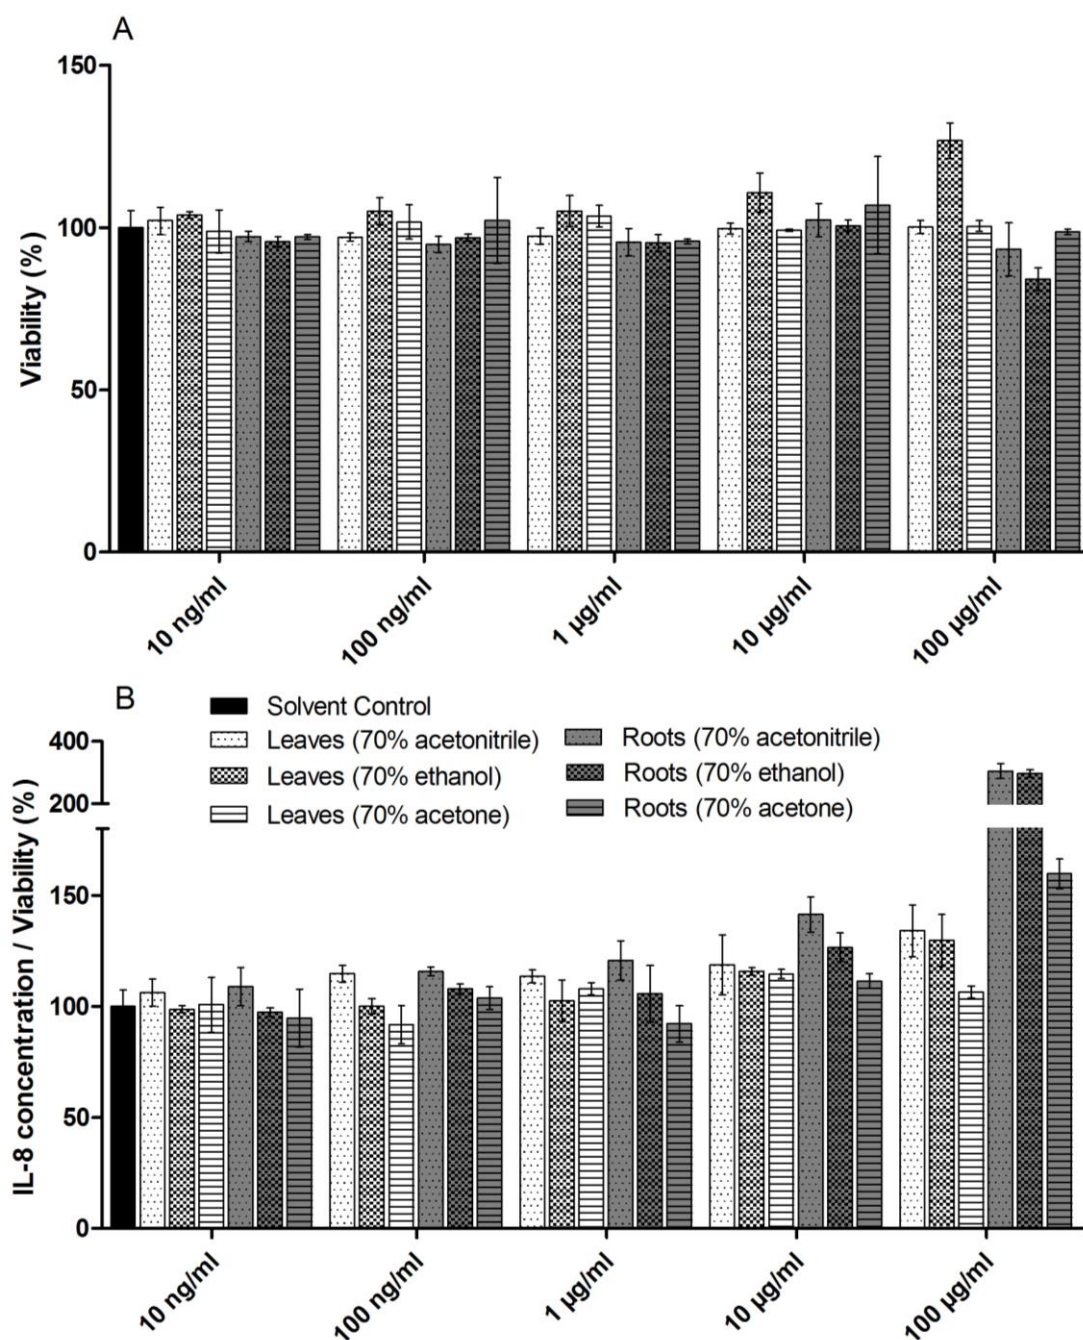 A
150
100
50
0
Viability (%)
10 ng/ml
100 ng/ml
1 µg/ml
10 µg/ml
100 µg/ml
B
Solvent Control
Leaves (70% acetonitrile)
Roots (70% acetonitrile)
Leaves (70% ethanol)
Roots (70% ethanol)
Leaves (70% acetone)
Roots (70% acetone)
400
200
150
100
50
0
IL-8 concentration / Viability (%)
10 ng/ml
100 ng/ml
1 µg/ml
10 µg/ml
100 µg/ml